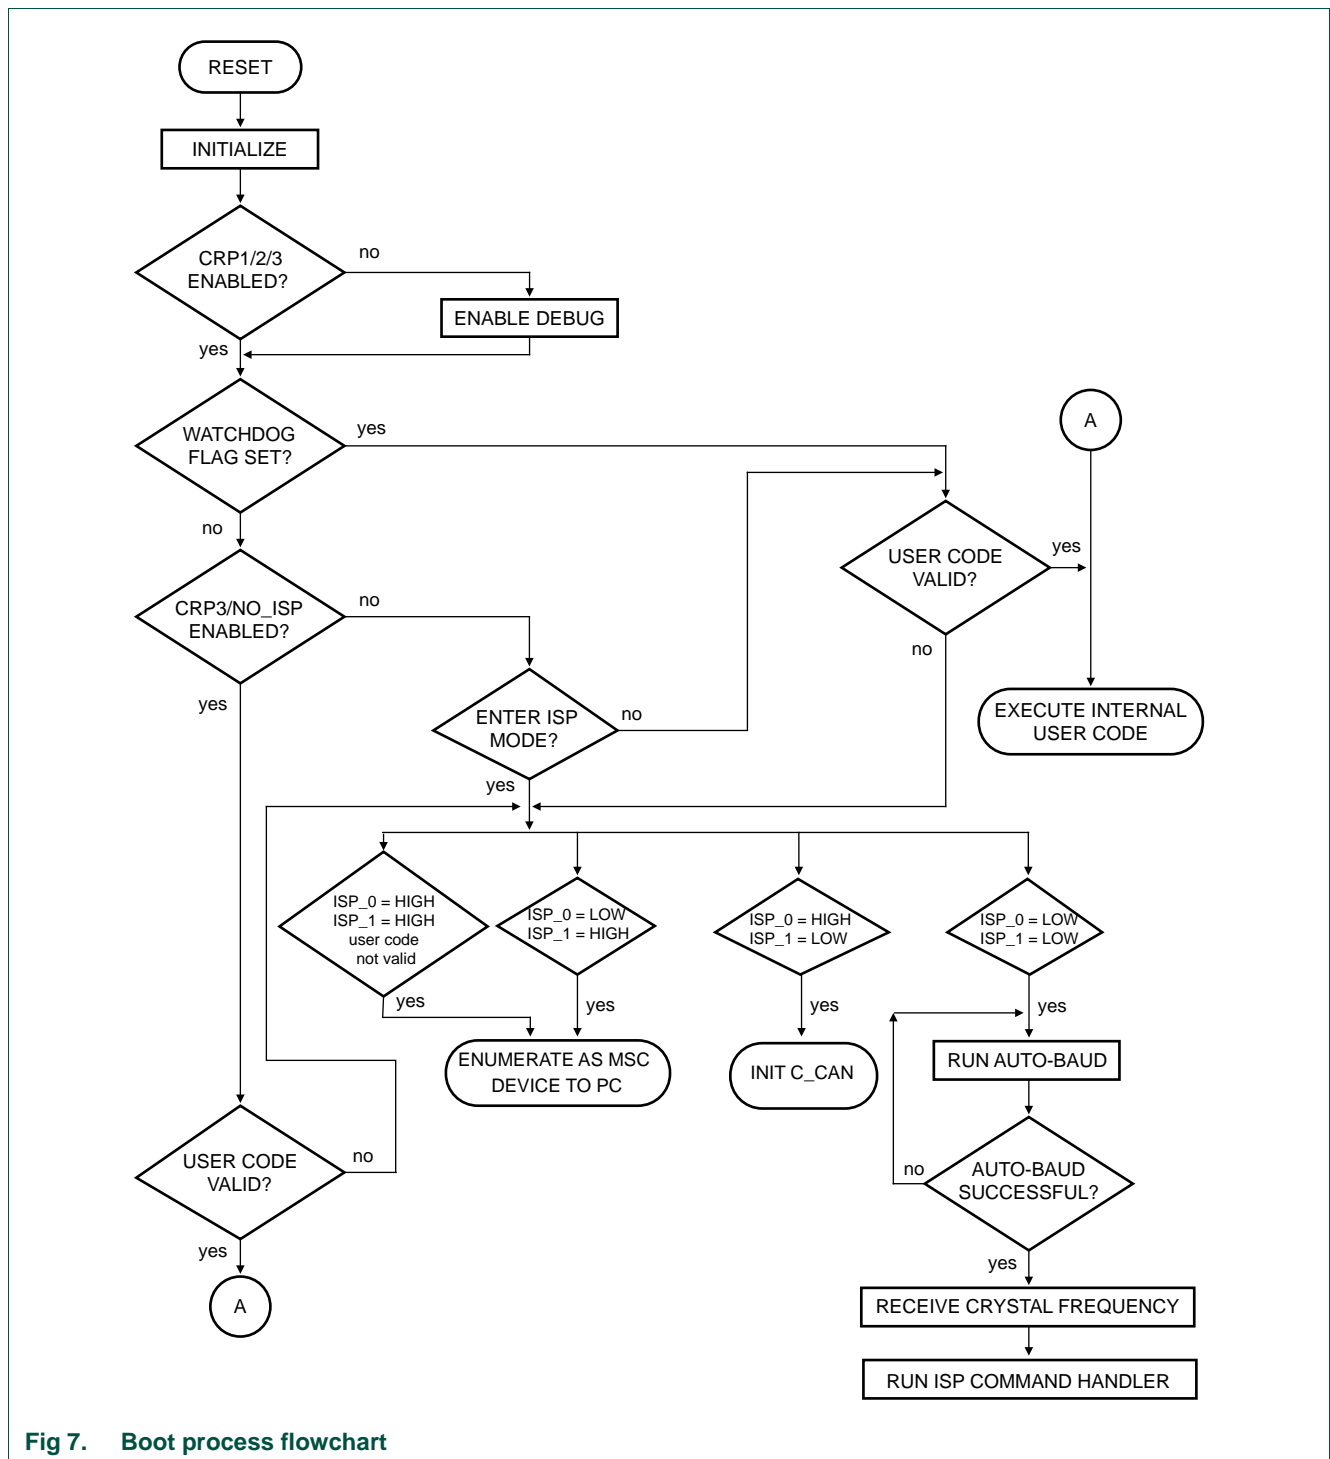 RESET
INITIALIZE
CRP1/2/3
ENABLED?
no
ENABLE DEBUG
yes
WATCHDOG
FLAG SET?
yes
A
no
USER CODE
VALID?
yes
no
CRP3/NO_ISP
ENABLED?
no
yes
ENTER ISP
MODE?
no
EXECUTE INTERNAL
USER CODE
yes
ISP_0 = HIGH
ISP_1 = HIGH
user code
not valid
ISP_0 = LOW
ISP_1 = HIGH
ISP_0 = HIGH
ISP_1 = LOW
ISP_0 = LOW
ISP_1 = LOW
yes
yes
yes
yes
ENUMERATE AS MSC
DEVICE TO PC
INIT C_CAN
RUN AUTO-BAUD
USER CODE
VALID?
no
no
AUTO-BAUD
SUCCESSFUL?
yes
yes
A
RECEIVE CRYSTAL FREQUENCY
RUN ISP COMMAND HANDLER
Fig 7. Boot process flowchart